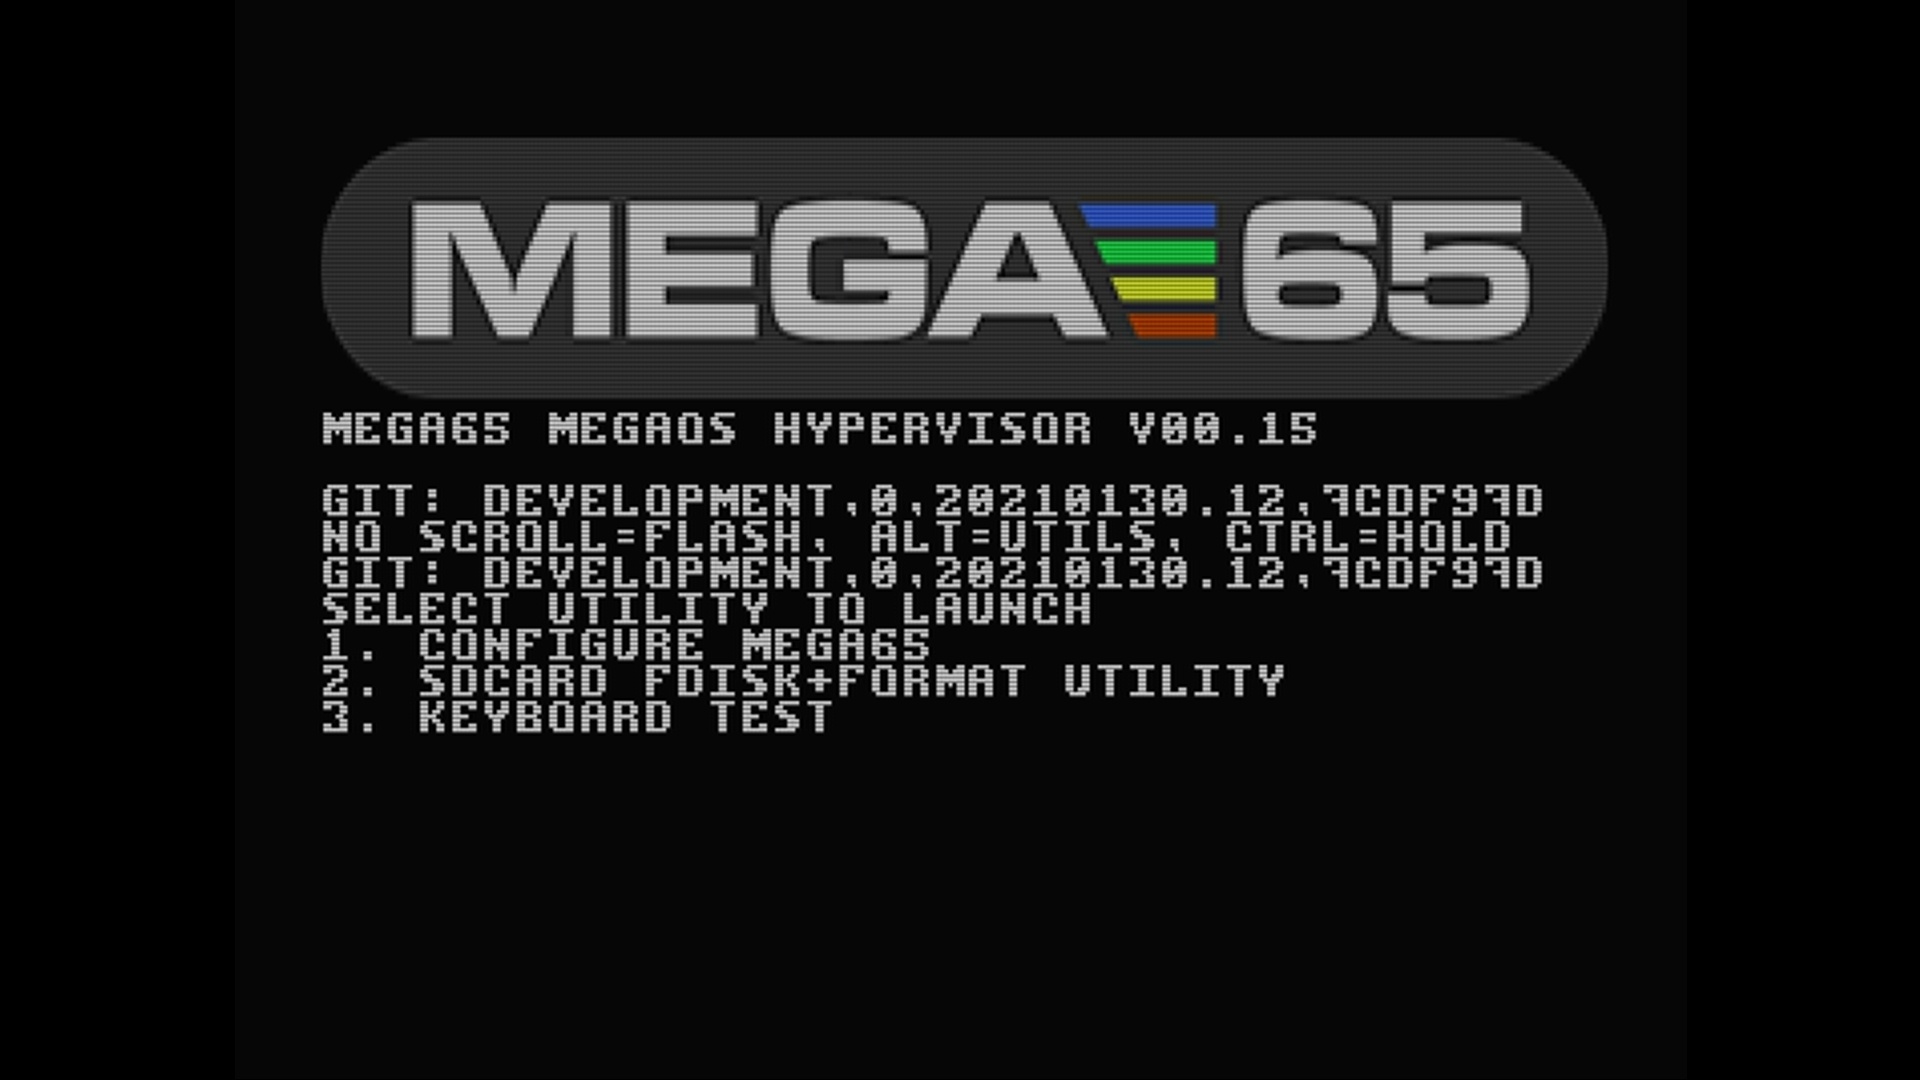 MEGA65
MEGA65 MEGAOS HYPERVISOR V00.15
GIT: DEVELOPMENT,0,20210130.12,
NO SCROLL=FLASH, ALT=UTILS, CTRL=HOLD
GIT: DEVELOPMENT,0,20210130.12,
SELECT UTILITY TO LAUNCH
1. CONFIGURE MEGA65
2. SDCARD FDISK+FORMAT UTILITY
3. KEYBOARD TEST